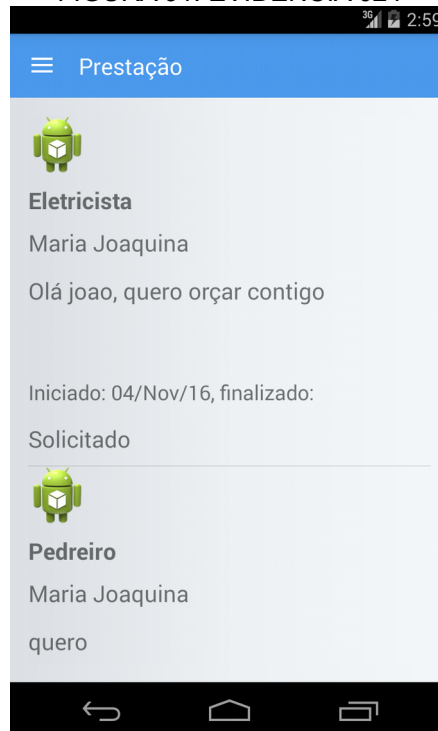 3G 2:59
Prestação
Eletricista
Maria Joaquina
Olá joao, quero orçar contigo
Iniciado: 04/Nov/16, finalizado:
Solicitado
Pedreiro
Maria Joaquina
quero